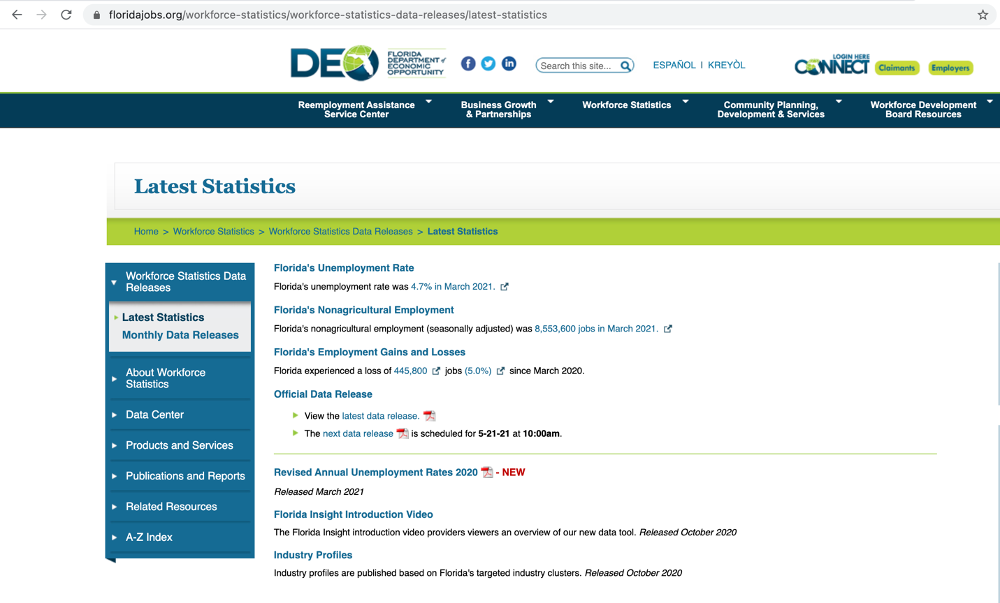 floridajobs.org/workforce-statistics/workforce-statistics-data-releases/latest-statistics
DEO FLORIDA DEPARTMENT of ECONOMIC OPPORTUNITY
Search this site...
ESPAÑOL | KREYÒL
LOGIN HERE
CONNECT Claimants Employers
Reemployment Assistance
Service Center
Business Growth
& Partnerships
Workforce Statistics
Community Planning,
Development & Services
Workforce Development
Board Resources
Latest Statistics
Home > Workforce Statistics > Workforce Statistics Data Releases > Latest Statistics
Workforce Statistics Data
Releases
Latest Statistics
Monthly Data Releases
About Workforce
Statistics
Data Center
Products and Services
Publications and Reports
Related Resources
A-Z Index
Florida's Unemployment Rate
Florida's unemployment rate was 4.7% in March 2021.
Florida's Nonagricultural Employment
Florida's nonagricultural employment (seasonally adjusted) was 8,553,600 jobs in March 2021.
Florida's Employment Gains and Losses
Florida experienced a loss of 445,800 jobs (5.0%) since March 2020.
Official Data Release
View the latest data release.
The next data release is scheduled for 5-21-21 at 10:00am.
Revised Annual Unemployment Rates 2020 - NEW
Released March 2021
Florida Insight Introduction Video
The Florida Insight introduction video providers viewers an overview of our new data tool. Released October 2020
Industry Profiles
Industry profiles are published based on Florida's targeted industry clusters. Released October 2020